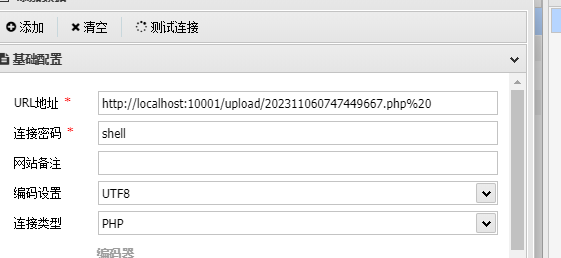 添加 清空 测试连接
基础配置
URL地址 * http://localhost:10001/upload/202311060747449667.php%20
连接密码 * shell
网站备注
编码设置 UTF8
连接类型 PHP
编码器